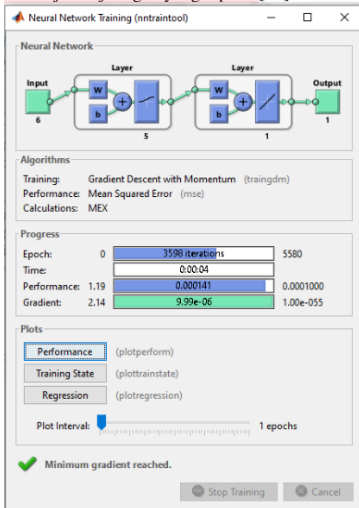 Neural Network Training (nntraintool)
Neural Network
Layer Layer
Input Output
W W
b b
6 1
5 1
Algorithms
Training: Gradient Descent with Momentum (traingdm)
Performance: Mean Squared Error (mse)
Calculations: MEX
Progress
Epoch: 0 3598 iterations 5580
Time: 0:00:04
Performance: 1.19 0.000141 0.0001000
Gradient: 2.14 9.99e-06 1.00e-055
Plots
Performance (plotperform)
Training State (plottrainstate)
Regression (plotregression)
Plot Interval: 1 epochs
Minimum gradient reached.
Stop Training Cancel